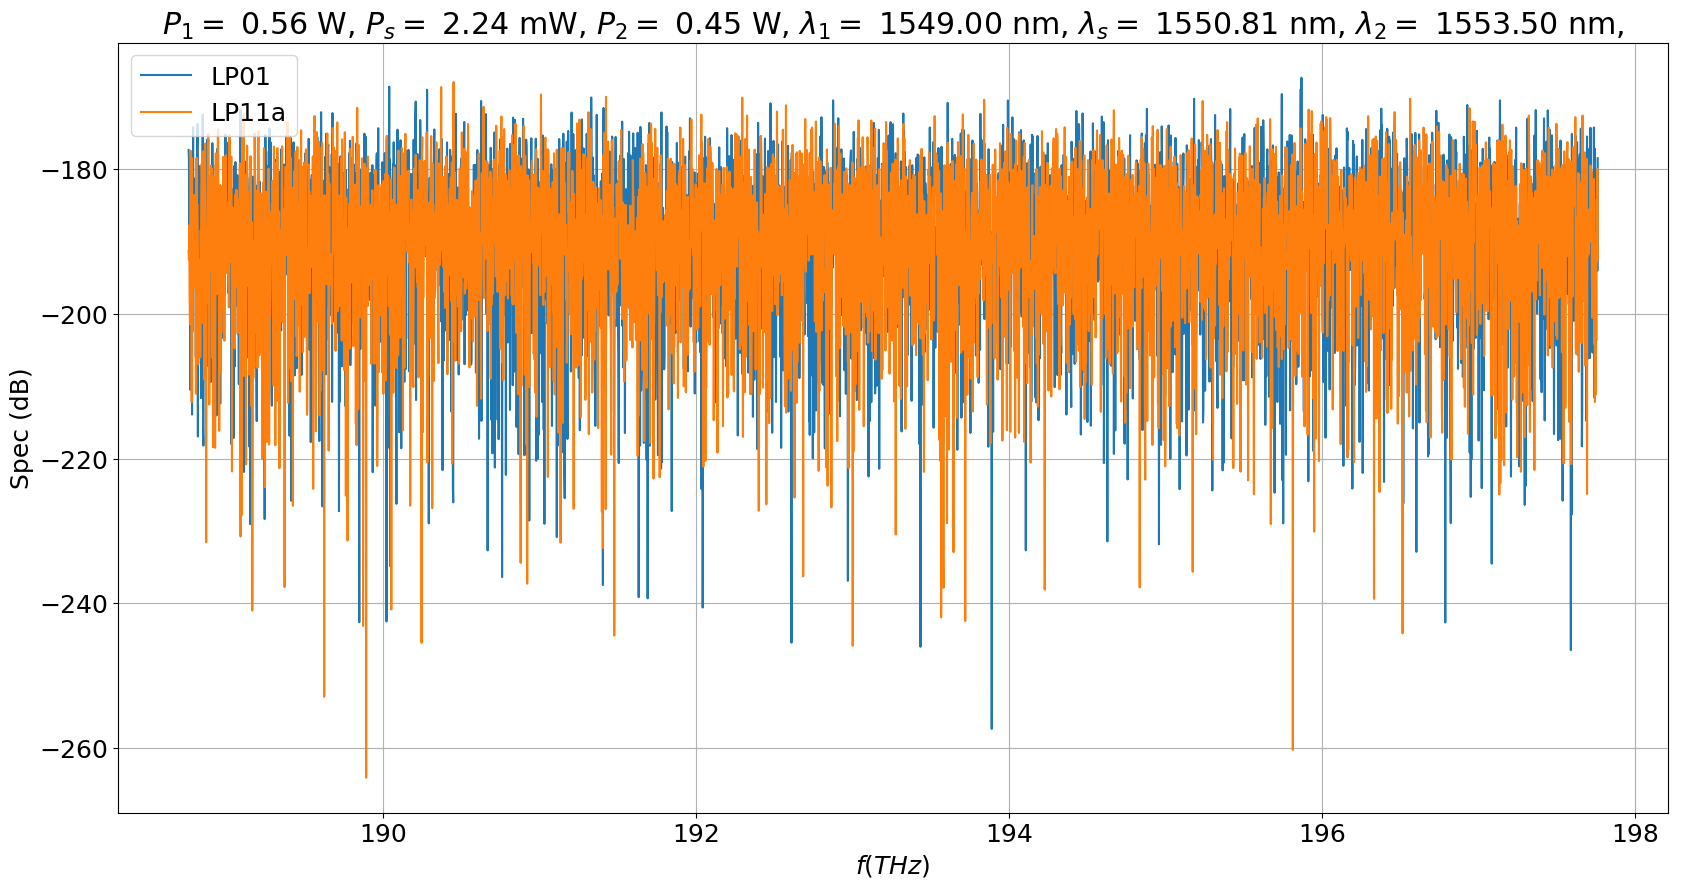 P₁ = 0.56 W, Pₛ = 2.24 mW, P₂ = 0.45 W, λ₁ = 1549.00 nm, λₛ = 1550.81 nm, λ₂ = 1553.50 nm,
LP01
LP11a
−180
−200
−220
−240
−260
Spec (dB)
190 192 194 196 198
f(THz)